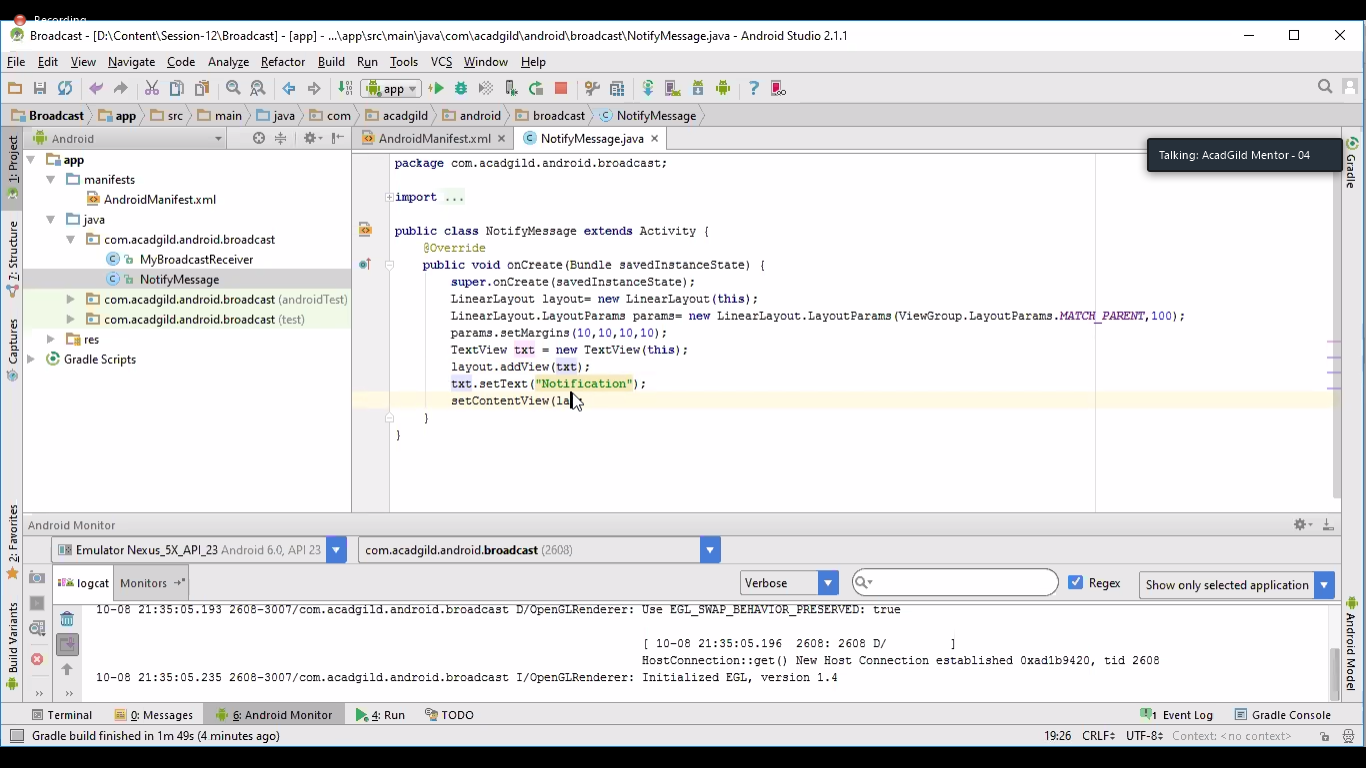 Recording
Broadcast - [D:\Content\Session-12\Broadcast] - [app] - ...\app\src\main\java\com\acadgild\android\broadcast\NotifyMessage.java - Android Studio 2.1.1
File Edit View Navigate Code Analyze Refactor Build Run Tools VCS Window Help
app
Broadcast app src main java com acadgild android broadcast NotifyMessage
1: Project
7: Structure
Captures
2: Favorites
Build Variants
Android
app
manifests
AndroidManifest.xml
java
com.acadgild.android.broadcast
MyBroadcastReceiver
NotifyMessage
com.acadgild.android.broadcast (androidTest)
com.acadgild.android.broadcast (test)
res
Gradle Scripts
AndroidManifest.xml NotifyMessage.java
package com.acadgild.android.broadcast;
import ...
public class NotifyMessage extends Activity {
@Override
public void onCreate(Bundle savedInstanceState) {
super.onCreate(savedInstanceState);
LinearLayout layout= new LinearLayout(this);
LinearLayout.LayoutParams params= new LinearLayout.LayoutParams(ViewGroup.LayoutParams.MATCH_PARENT,100);
params.setMargins(10,10,10,10);
TextView txt = new TextView(this);
layout.addView(txt);
txt.setText("Notification");
setContentView(la
}
}
Talking: AcadGild Mentor - 04
Gradle
Android Model
Android Monitor
Emulator Nexus_5X_API_23 Android 6.0, API 23 com.acadgild.android.broadcast (2608)
logcat Monitors Verbose Regex Show only selected application
10-08 21:35:05.193 2608-3007/com.acadgild.android.broadcast D/OpenGLRenderer: Use EGL_SWAP_BEHAVIOR_PRESERVED: true
[ 10-08 21:35:05.196 2608: 2608 D/ ]
HostConnection::get() New Host Connection established 0xad1b9420, tid 2608
10-08 21:35:05.235 2608-3007/com.acadgild.android.broadcast I/OpenGLRenderer: Initialized EGL, version 1.4
Terminal 0: Messages 6: Android Monitor 4: Run TODO 1 Event Log Gradle Console
Gradle build finished in 1m 49s (4 minutes ago) 19:26 CRLF UTF-8 Context: <no context>